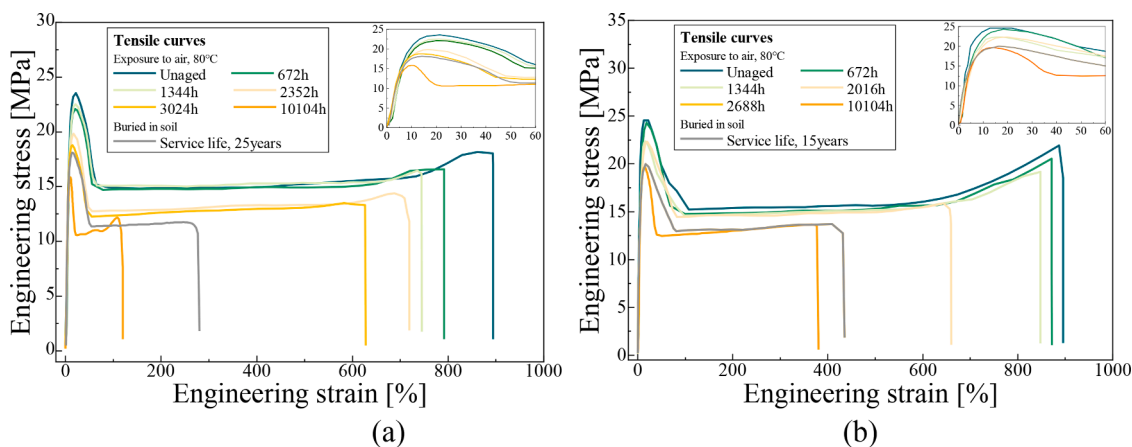 Engineering stress [MPa]
30
25
20
15
10
5
0
0
200
400
600
800
1000
Engineering strain [%]
Tensile curves
Exposure to air, 80°C
Unaged 672h
1344h 2352h
3024h 10104h
Buried in soil
Service life, 25years
25
20
15
10
5
0
0 10 20 30 40 50 60
(a)
Engineering stress [MPa]
35
30
25
20
15
10
5
0
0
200
400
600
800
1000
Engineering strain [%]
Tensile curves
Exposure to air, 80°C
Unaged 672h
1344h 2016h
2688h 10104h
Buried in soil
Service life, 15years
25
20
15
10
5
0
0 10 20 30 40 50 60
(b)